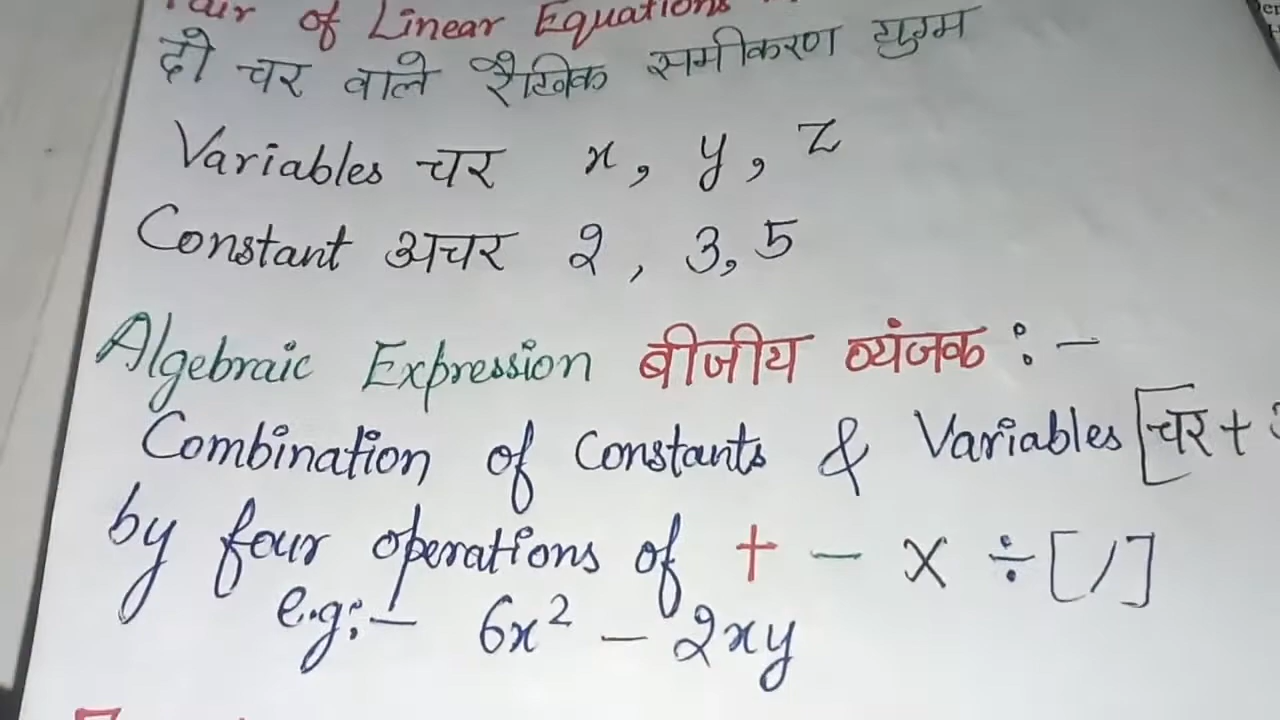 Pair of Linear Equations
दो चर वाले रैखिक समीकरण युग्म
Variables चर x, y, z
Constant अचर 2, 3, 5
Algebraic Expression बीजीय व्यंजक :-
Combination of Constants & Variables [चर +
by four operations of + - × ÷ [/]
e.g:- 6x² - 2xy